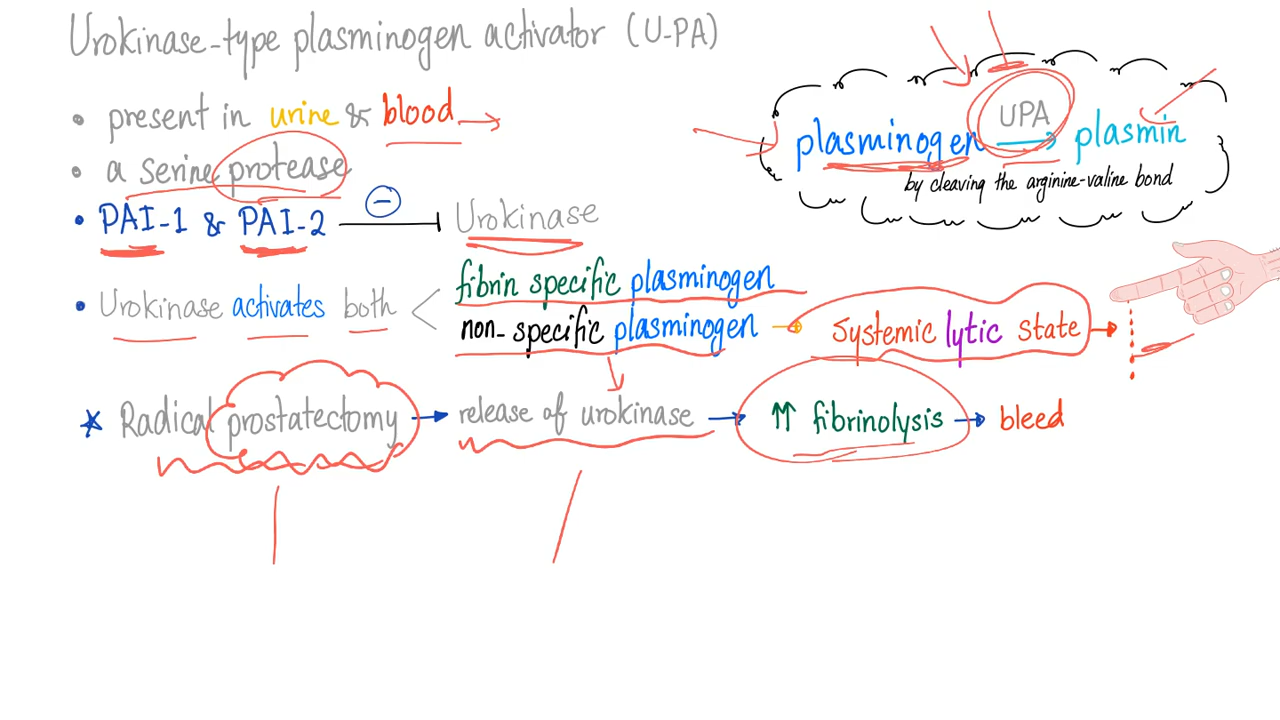 Urokinase-type plasminogen activator (U-PA)
• present in urine & blood →
• a serine protease
• PAI-1 & PAI-2 ⊖ Urokinase
plasminogen UPA → plasmin
by cleaving the arginine-valine bond
• Urokinase activates both < fibrin specific plasminogen
non-specific plasminogen → systemic lytic state →
* Radical prostatectomy → release of urokinase → ⇈ fibrinolysis → bleed